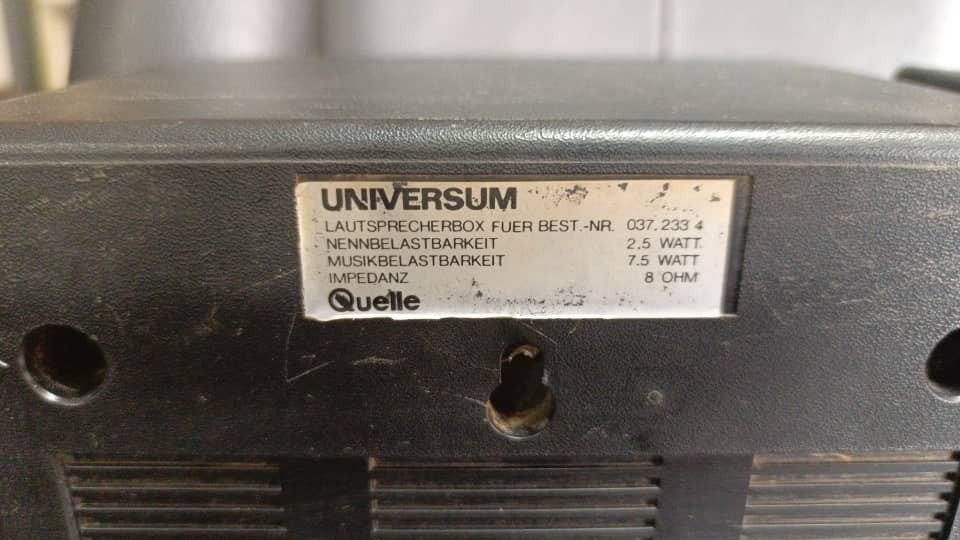 UNIVERSUM
LAUTSPRECHERBOX FUER BEST.-NR. 037.233 4
NENNBELASTBARKEIT 2.5 WATT
MUSIKBELASTBARKEIT 7.5 WATT
IMPEDANZ 8 OHM
Quelle